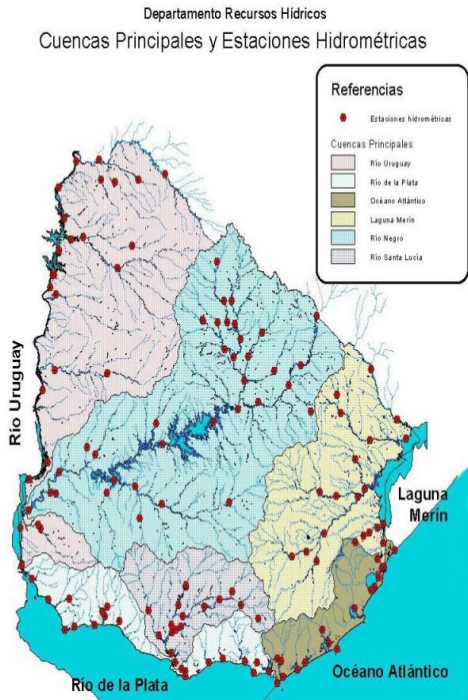 Departamento Recursos Hídricos
Cuencas Principales y Estaciones Hidrométricas
Referencias
Estaciones hidrométricas
Cuencas Principales
Río Uruguay
Río de la Plata
Océano Atlántico
Laguna Merín
Río Negro
Río Santa Lucía
Río Uruguay
Laguna
Merín
Océano Atlántico
Río de la Plata